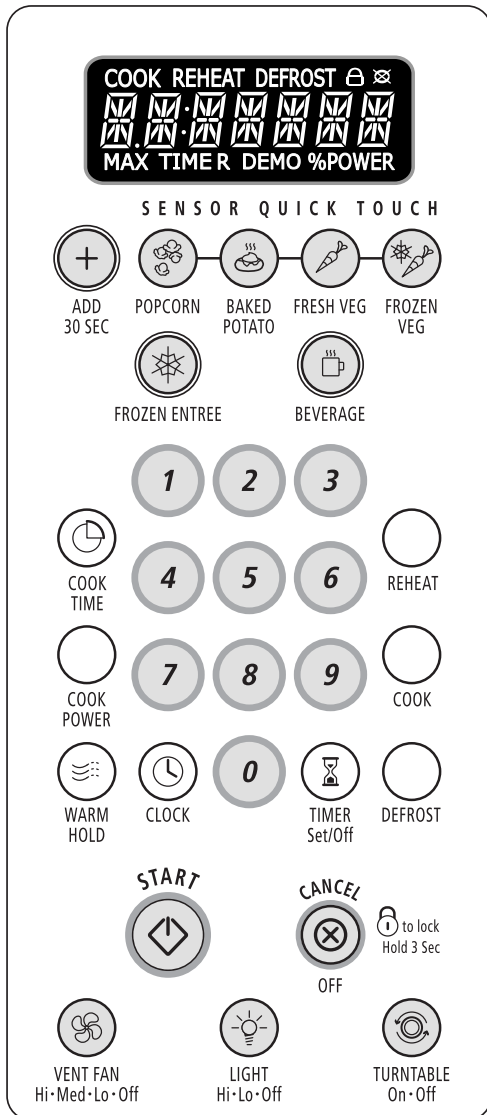 COOK REHEAT DEFROST
MAX TIMER DEMO %POWER
SENSOR QUICK TOUCH
ADD
30 SEC
POPCORN
BAKED
POTATO
FRESH VEG
FROZEN
VEG
FROZEN ENTREE
BEVERAGE
1 2 3
COOK
TIME
4 5 6
REHEAT
COOK
POWER
7 8 9
COOK
WARM
HOLD
CLOCK
0
TIMER
Set/Off
DEFROST
START
CANCEL
OFF
to lock
Hold 3 Sec
VENT FAN
Hi•Med•Lo•Off
LIGHT
Hi•Lo•Off
TURNTABLE
On•Off